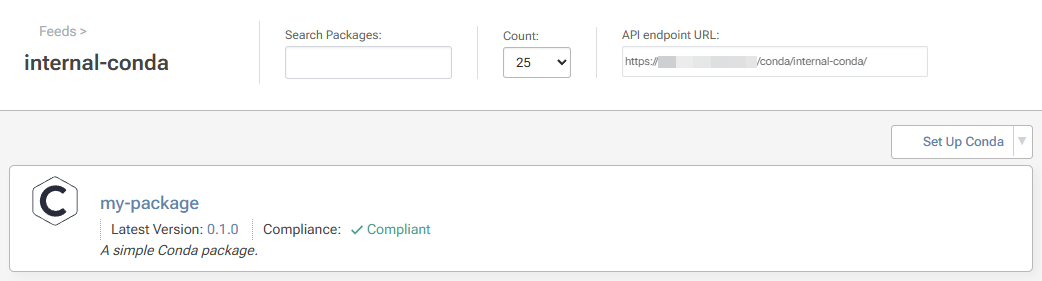 Feeds >
internal-conda
Search Packages:
Count:
25
API endpoint URL:
https:// /conda/internal-conda/
Set Up Conda
C
my-package
Latest Version: 0.1.0 Compliance: ✓ Compliant
A simple Conda package.